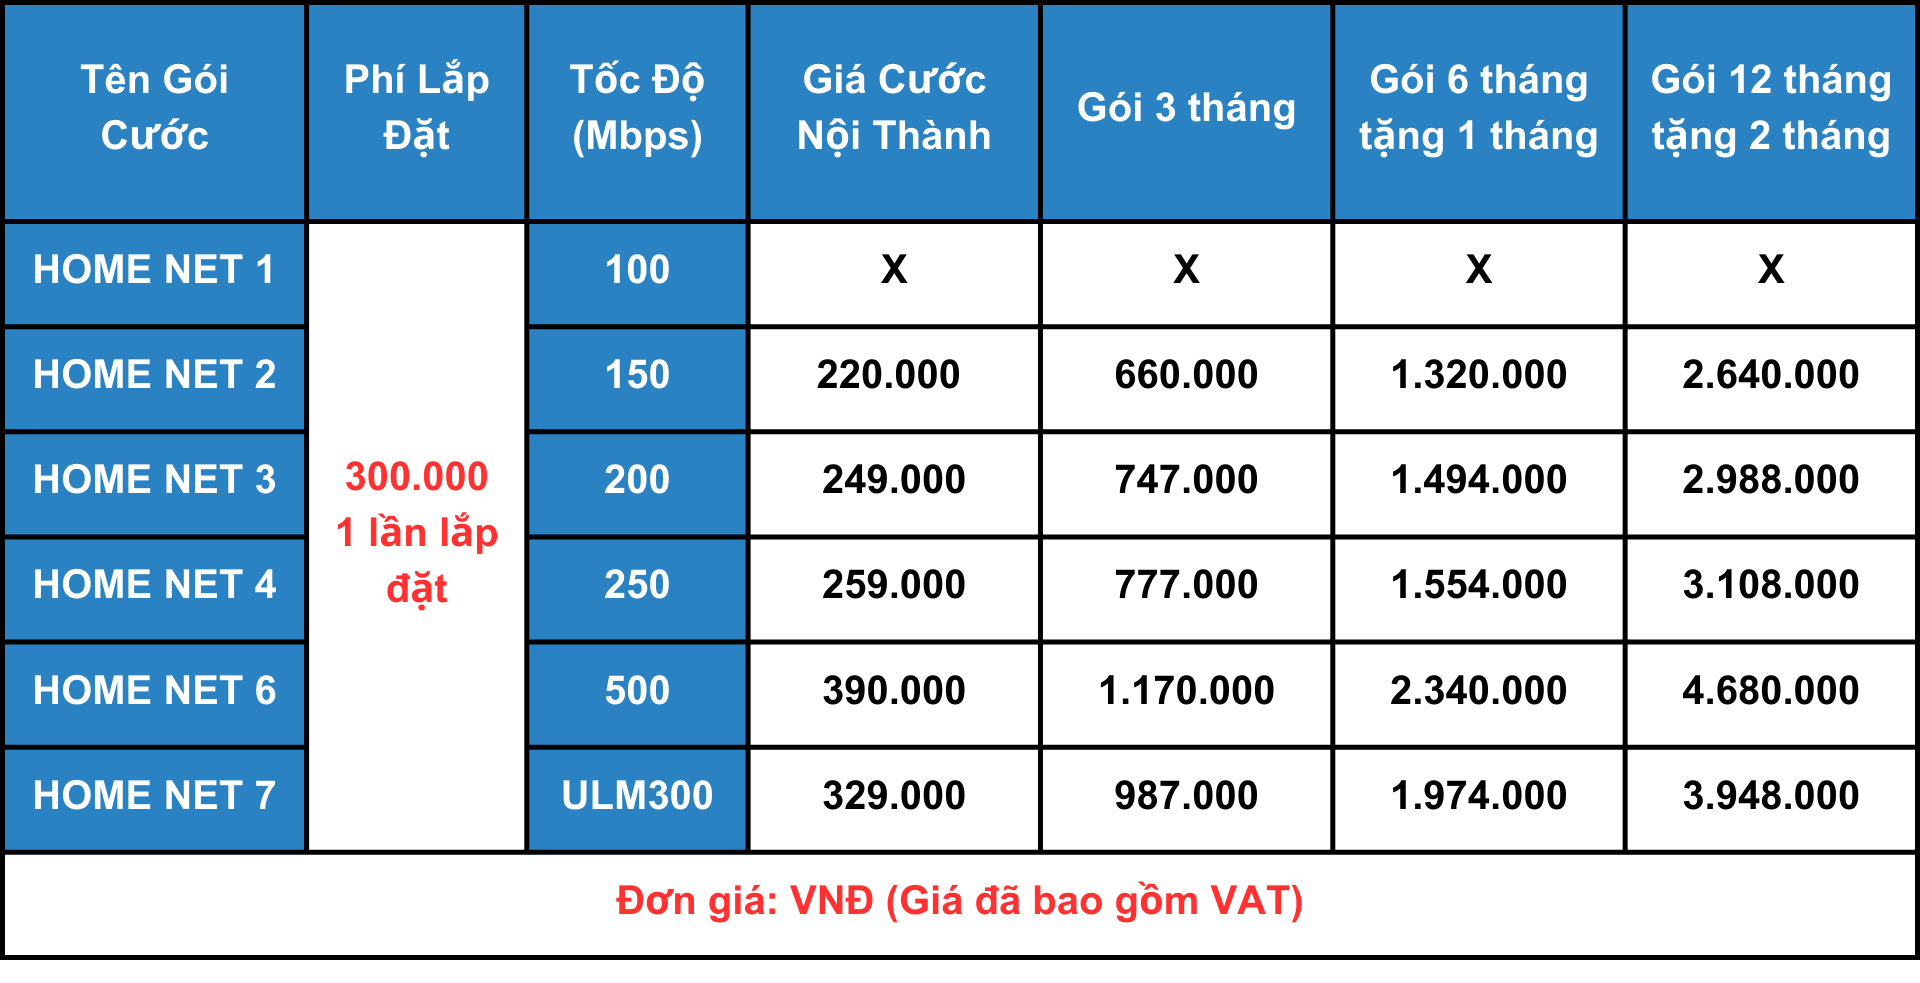 Tên Gói
Cước
Phí Lắp
Đặt
Tốc Độ
(Mbps)
Giá Cước
Nội Thành
Gói 3 tháng
Gói 6 tháng
tặng 1 tháng
Gói 12 tháng
tặng 2 tháng
HOME NET 1
100
X
X
X
X
HOME NET 2
150
220.000
660.000
1.320.000
2.640.000
HOME NET 3
200
249.000
747.000
1.494.000
2.988.000
300.000
1 lần lắp
đặt
HOME NET 4
250
259.000
777.000
1.554.000
3.108.000
HOME NET 6
500
390.000
1.170.000
2.340.000
4.680.000
HOME NET 7
ULM300
329.000
987.000
1.974.000
3.948.000
Đơn giá: VNĐ (Giá đã bao gồm VAT)